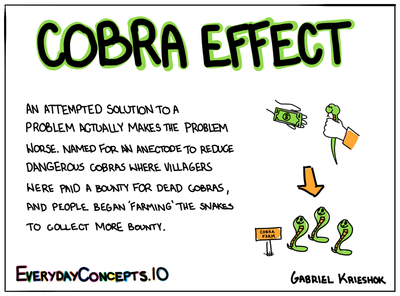 COBRA EFFECT
AN ATTEMPTED SOLUTION TO A
PROBLEM ACTUALLY MAKES THE PROBLEM
WORSE. NAMED FOR AN ANECTODE TO REDUCE
DANGEROUS COBRAS WHERE VILLAGERS
WERE PAID A BOUNTY FOR DEAD COBRAS,
AND PEOPLE BEGAN 'FARMING' THE SNAKES
TO COLLECT MORE BOUNTY.
$
COBRA
FARM
EVERYDAYCONCEPTS.IO
GABRIEL KRIESHOK